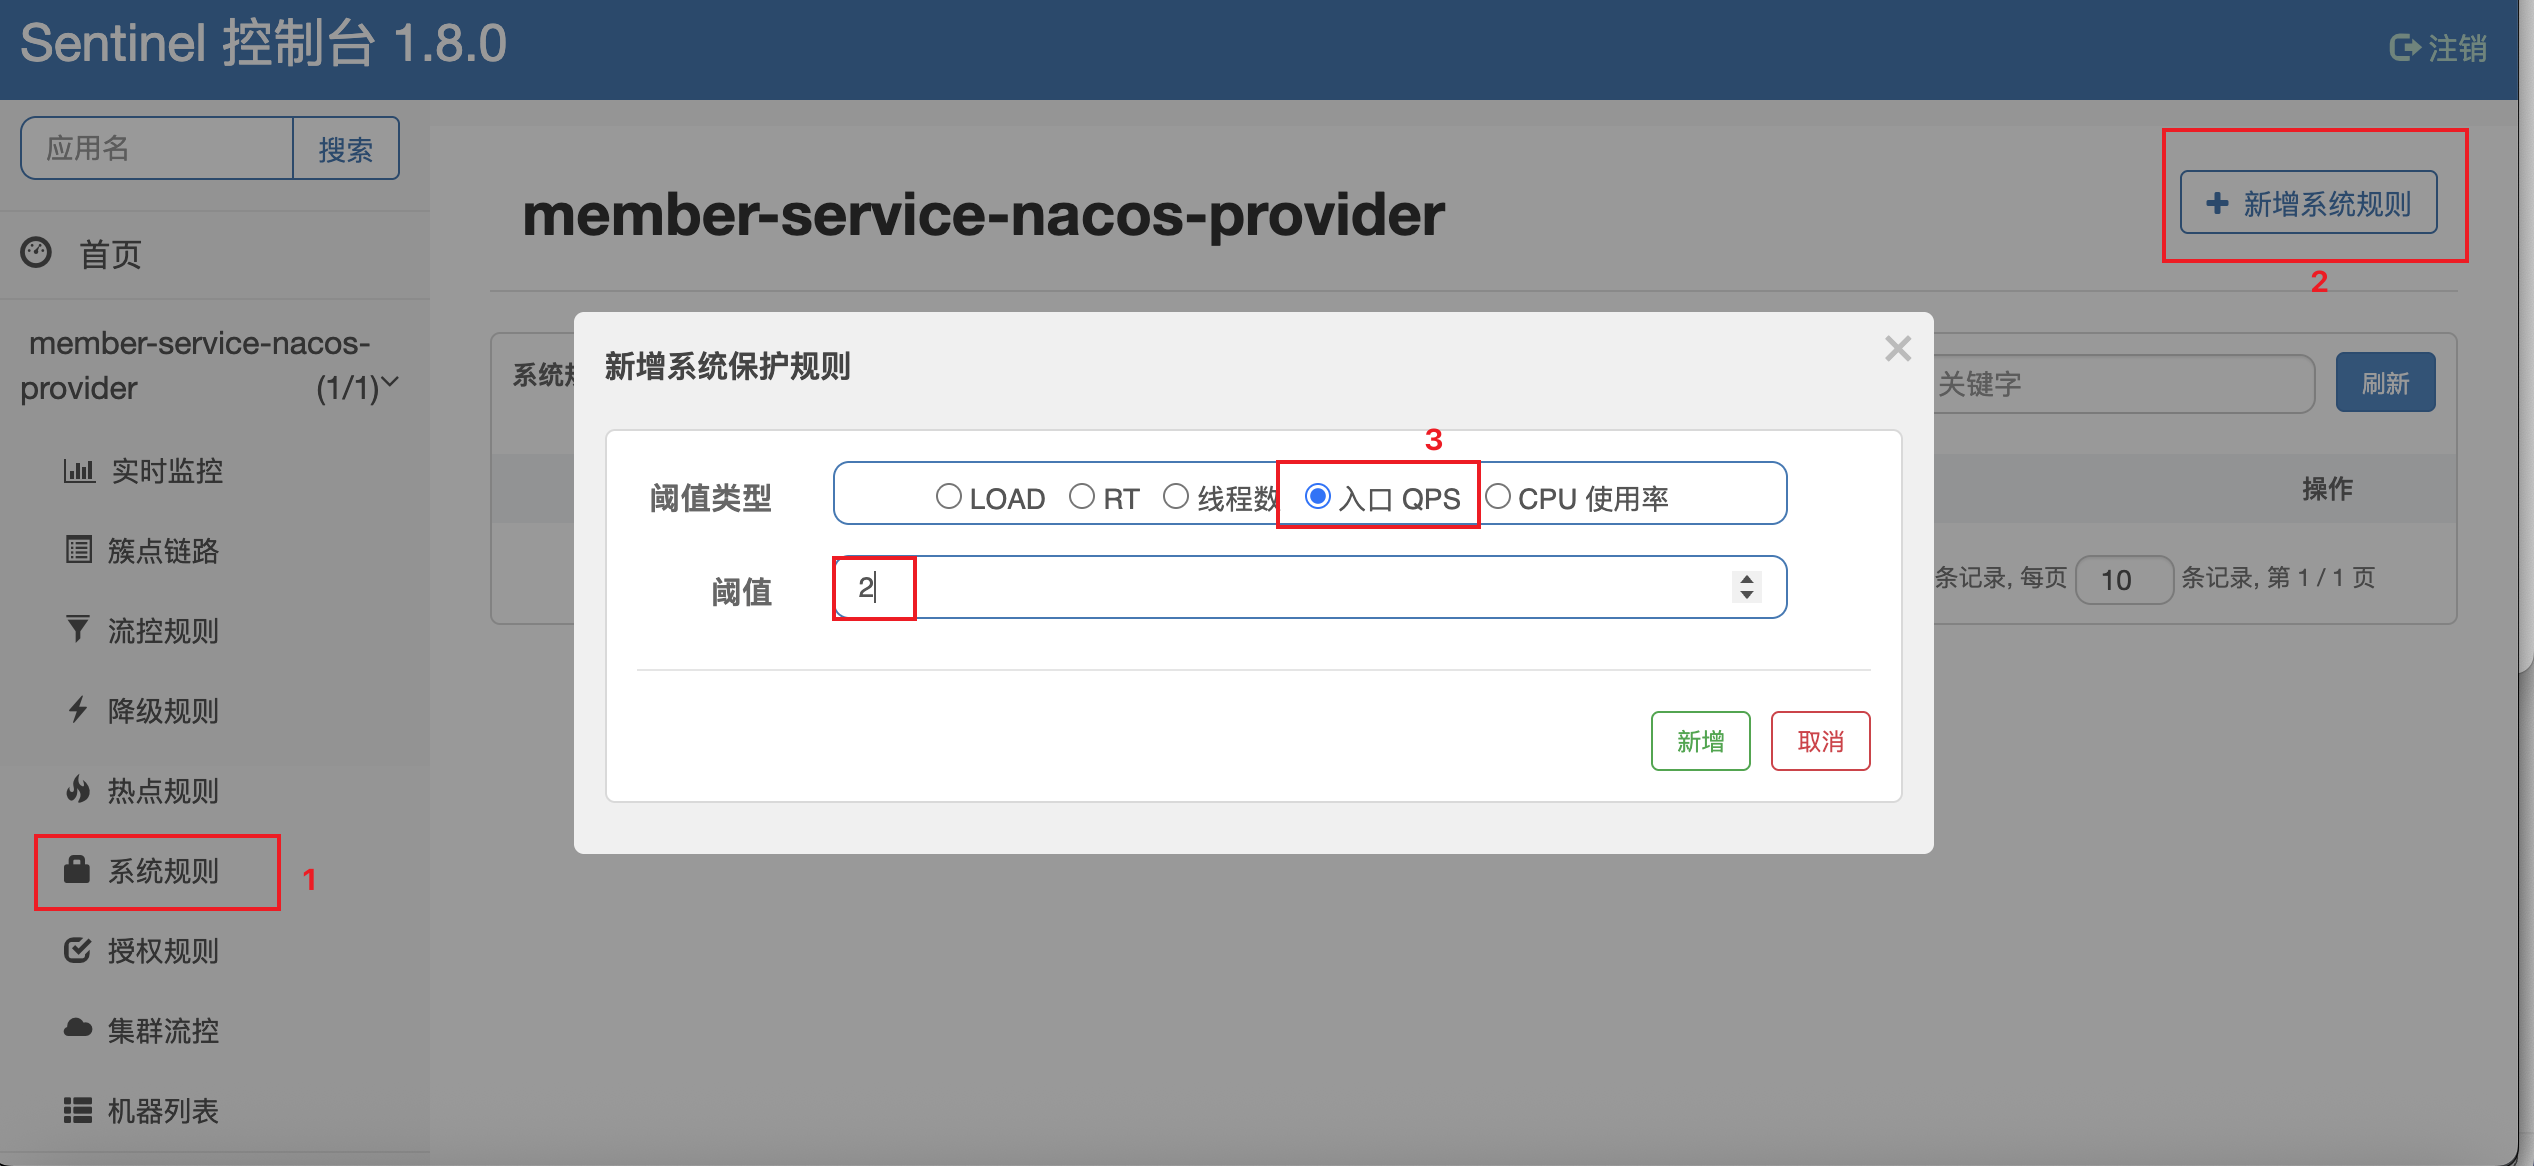 Sentinel 控制台 1.8.0
注销
应用名
搜索
首页
member-service-nacos-
provider (1/1)
实时监控
簇点链路
流控规则
降级规则
热点规则
系统规则
1
授权规则
集群流控
机器列表
member-service-nacos-provider
新增系统规则
2
系统
关键字
刷新
操作
条记录, 每页 10 条记录, 第 1 / 1 页
新增系统保护规则
3
阈值类型 LOAD RT 线程数 入口 QPS CPU 使用率
阈值 2
新增
取消